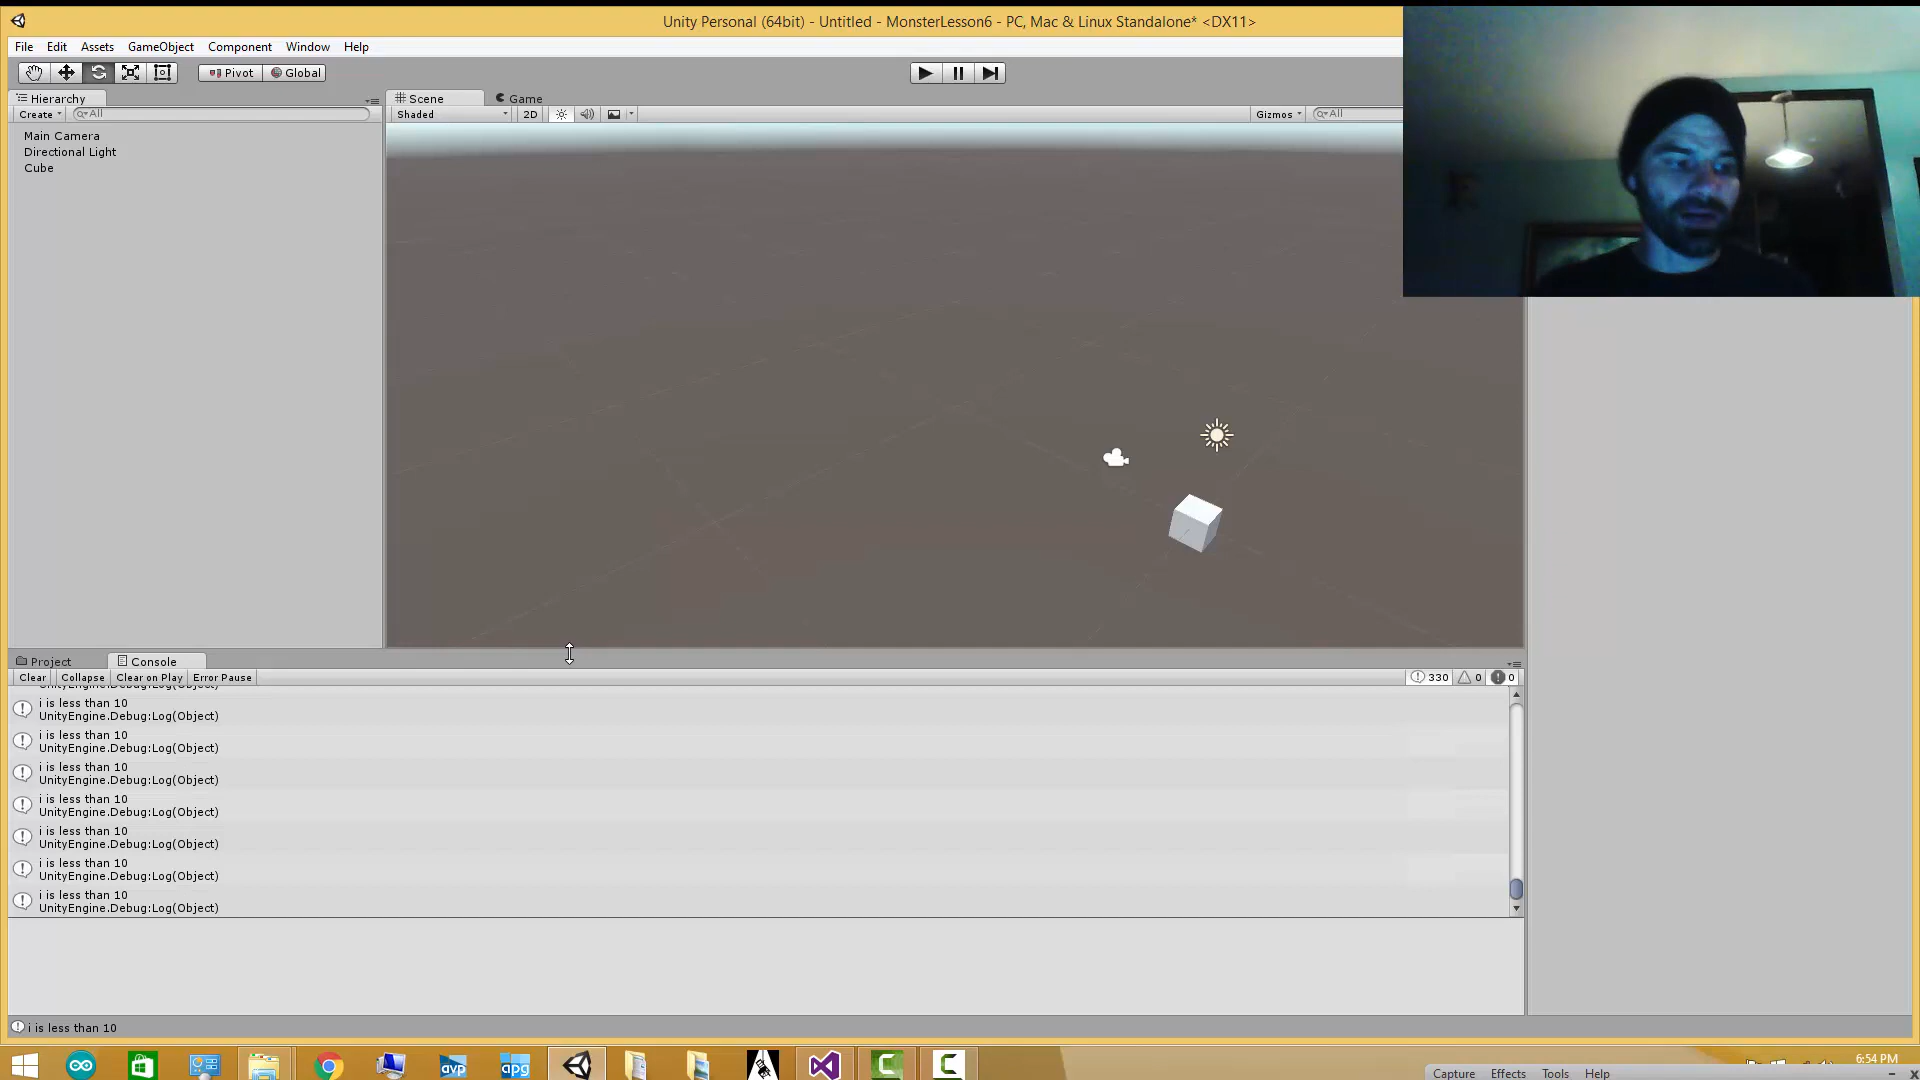 Unity Personal (64bit) - Untitled - MonsterLesson6 - PC, Mac & Linux Standalone* <DX11>
File Edit Assets GameObject Component Window Help
Pivot Global
Hierarchy
Create All
Main Camera
Directional Light
Cube
Scene Game
Shaded 2D Gizmos All
Project Console
Clear Collapse Clear on Play Error Pause 330 0 0
UnityEngine.Debug:Log(Object)
i is less than 10
UnityEngine.Debug:Log(Object)
i is less than 10
UnityEngine.Debug:Log(Object)
i is less than 10
UnityEngine.Debug:Log(Object)
i is less than 10
UnityEngine.Debug:Log(Object)
i is less than 10
UnityEngine.Debug:Log(Object)
i is less than 10
UnityEngine.Debug:Log(Object)
i is less than 10
UnityEngine.Debug:Log(Object)
i is less than 10
avp apg
6:54 PM
Capture Effects Tools Help